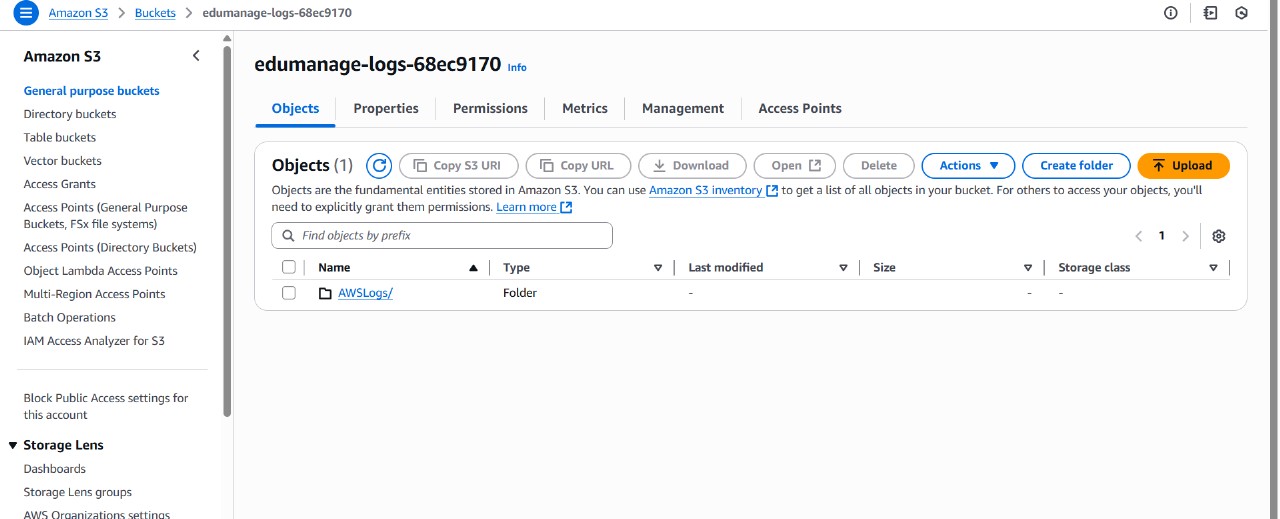 Amazon S3 > Buckets > edumanage-logs-68ec9170
Amazon S3
General purpose buckets
Directory buckets
Table buckets
Vector buckets
Access Grants
Access Points (General Purpose
Buckets, FSx file systems)
Access Points (Directory Buckets)
Object Lambda Access Points
Multi-Region Access Points
Batch Operations
IAM Access Analyzer for S3
Block Public Access settings for
this account
Storage Lens
Dashboards
Storage Lens groups
AWS Organizations settings
edumanage-logs-68ec9170 Info
Objects Properties Permissions Metrics Management Access Points
Objects (1) Copy S3 URI Copy URL Download Open Delete Actions Create folder Upload
Objects are the fundamental entities stored in Amazon S3. You can use Amazon S3 inventory to get a list of all objects in your bucket. For others to access your objects, you'll
need to explicitly grant them permissions. Learn more
Find objects by prefix
1
Name Type Last modified Size Storage class
AWSLogs/ Folder - - -